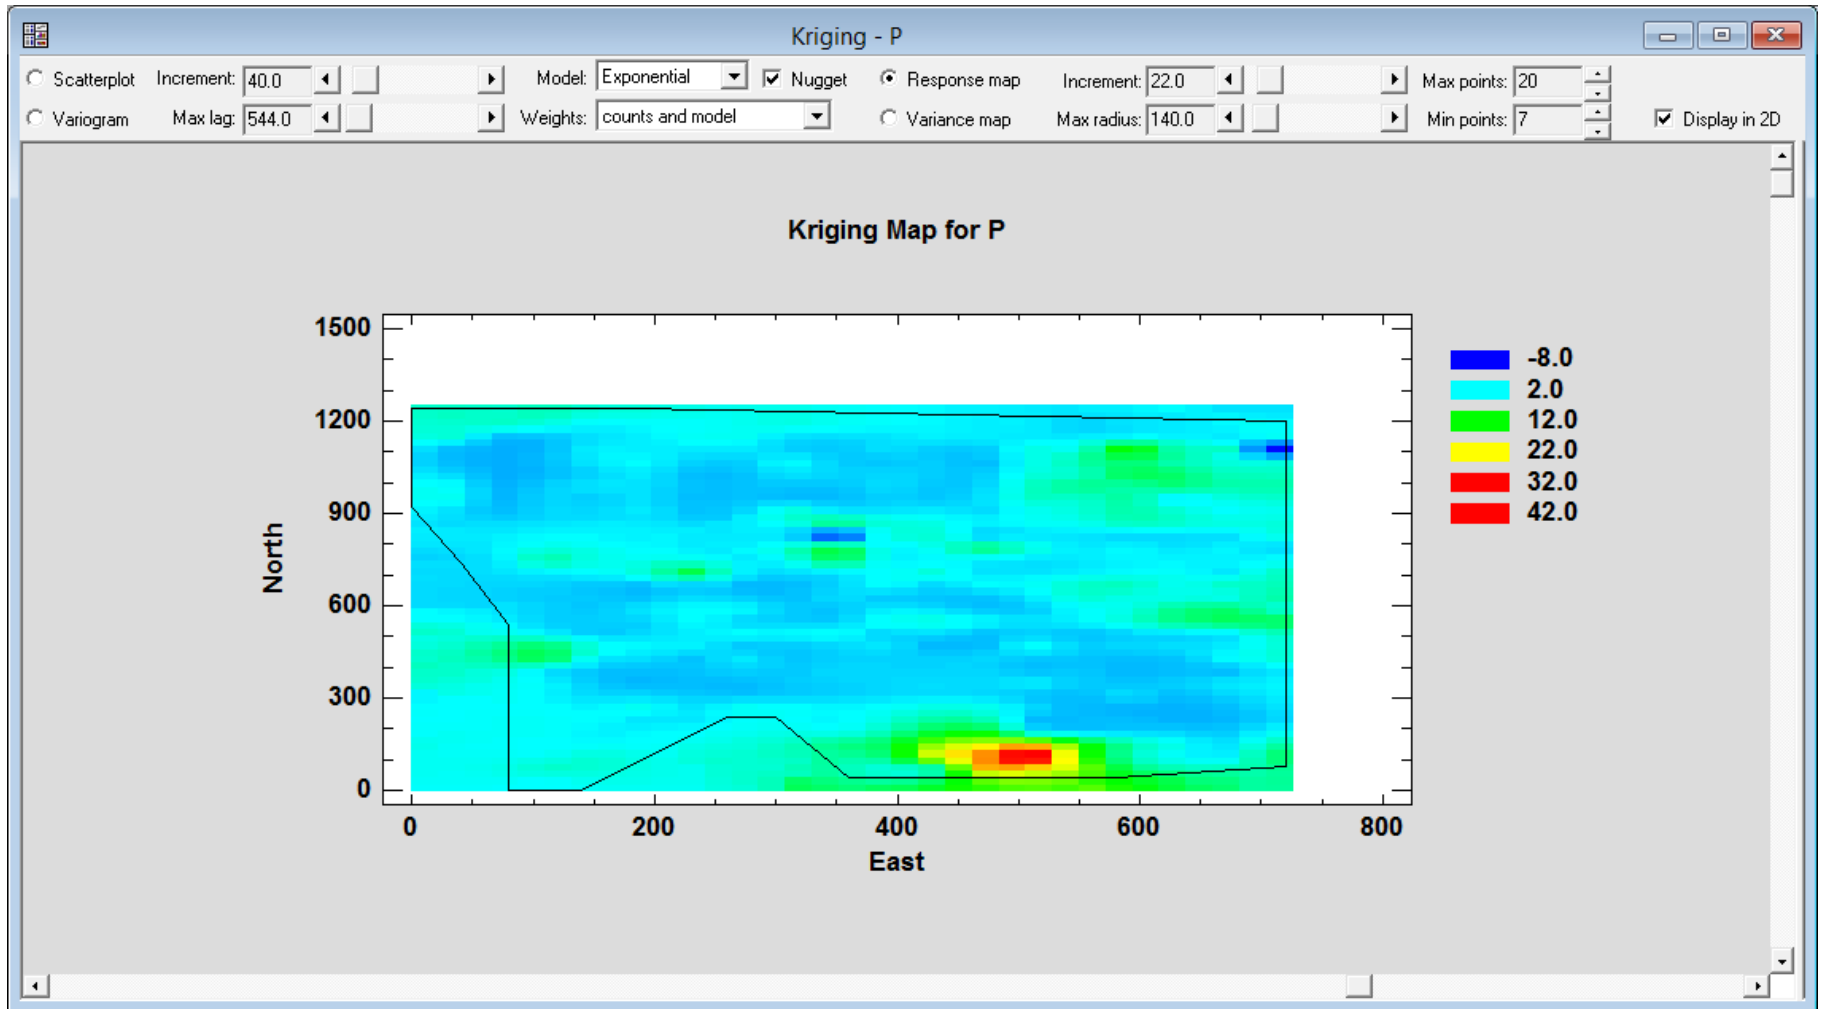 Kriging - P
Scatterplot Increment: 40.0 Model: Exponential Nugget Response map Increment: 22.0 Max points: 20
Variogram Max lag: 544.0 Weights: counts and model Variance map Max radius: 140.0 Min points: 7 Display in 2D
Kriging Map for P
1500
1200
900
600
300
0
North
0 200 400 600 800
East
-8.0
2.0
12.0
22.0
32.0
42.0